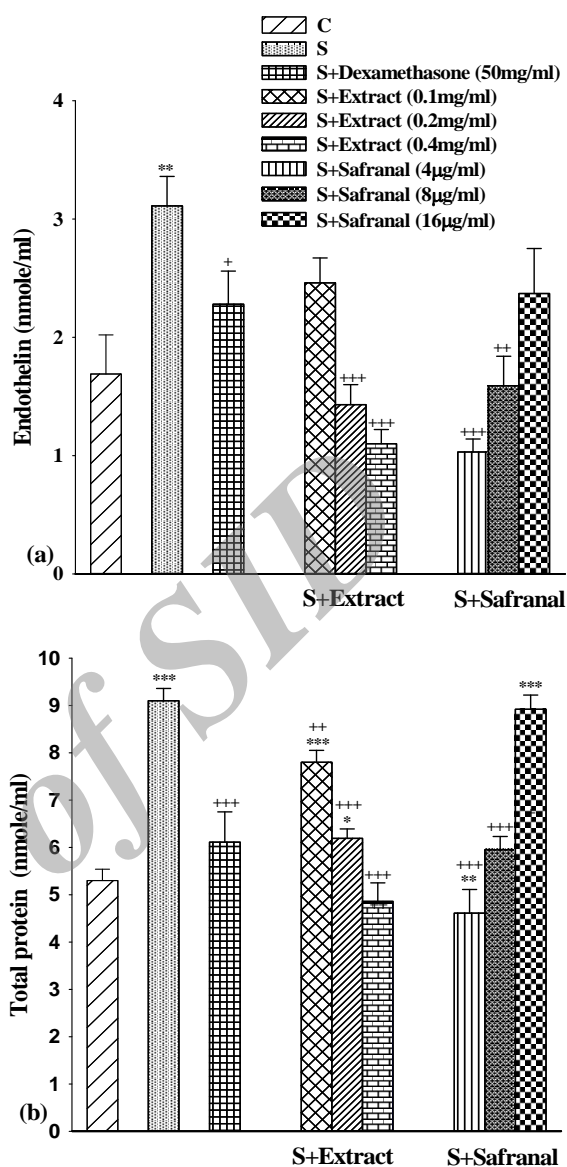 C
S
S+Dexamethasone (50mg/ml)
S+Extract (0.1mg/ml)
S+Extract (0.2mg/ml)
S+Extract (0.4mg/ml)
S+Safranal (4µg/ml)
S+Safranal (8µg/ml)
S+Safranal (16µg/ml)
Endothelin (nmole/ml)
4
3
2
1
0
**
+
+++
+++
+++
++
(a)
S+Extract
S+Safranal
Total protein (nmole/ml)
10
9
8
7
6
5
4
3
2
1
0
***
+++
++
***
+++
*
+++
+++
**
+++
***
(b)
S+Extract
S+Safranal
of SID